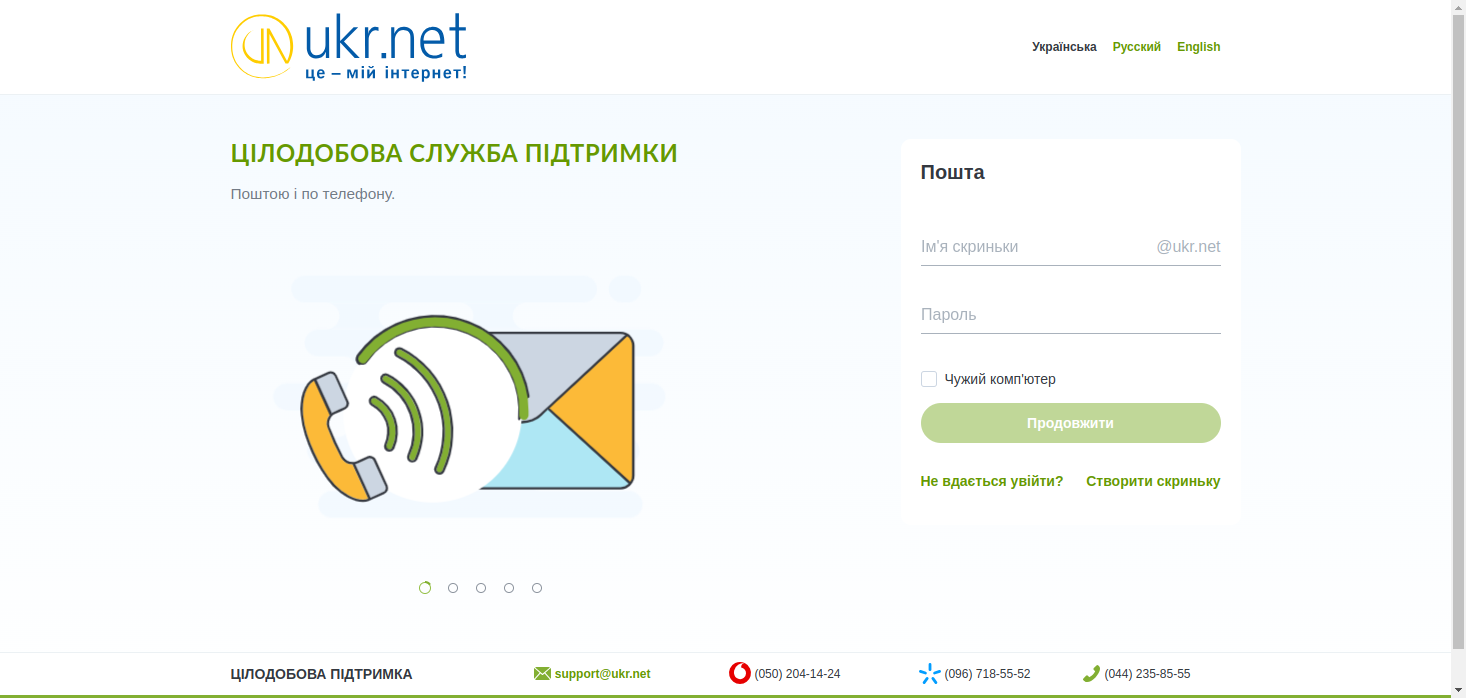 ukr.net
це – мій інтернет!
Українська Русский English
ЦІЛОДОБОВА СЛУЖБА ПІДТРИМКИ
Поштою і по телефону.
Пошта
Ім'я скриньки @ukr.net
Пароль
Чужий комп'ютер
Продовжити
Не вдається увійти? Створити скриньку
ЦІЛОДОБОВА ПІДТРИМКА support@ukr.net (050) 204-14-24 (096) 718-55-52 (044) 235-85-55